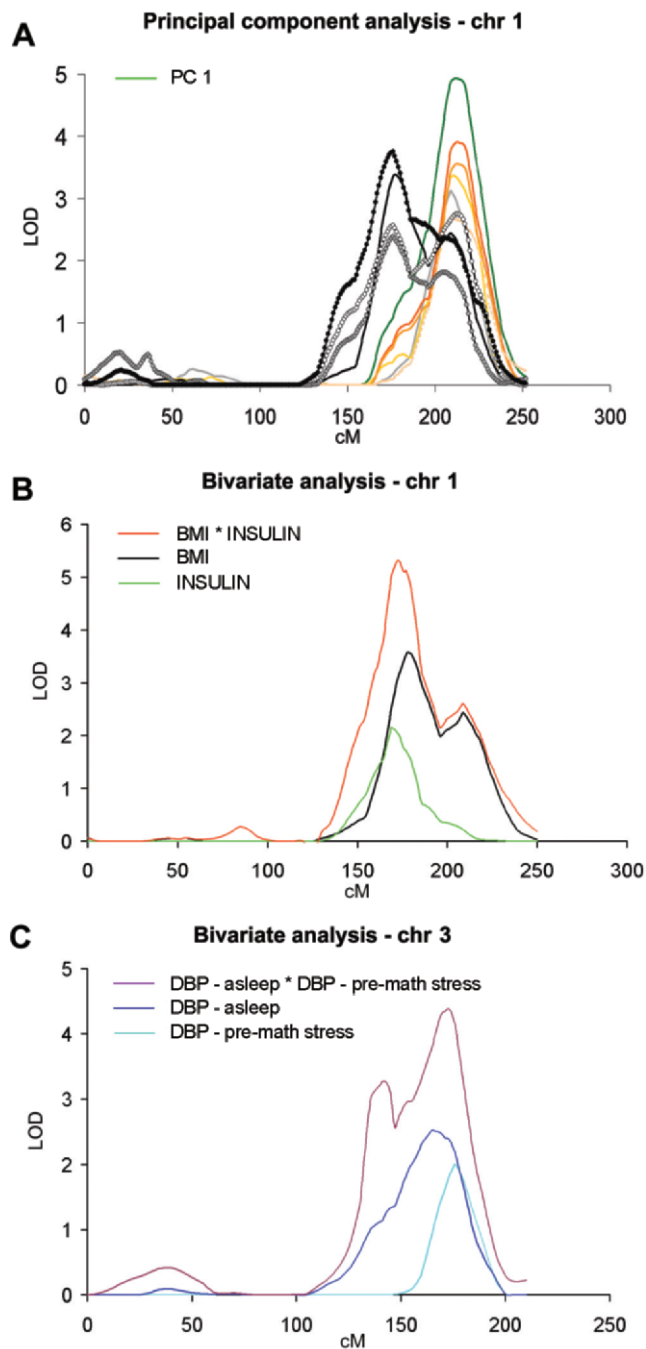 A
Principal component analysis - chr 1
PC 1
LOD
5
4
3
2
1
0
0 50 100 150 200 250 300
cM
B
Bivariate analysis - chr 1
BMI * INSULIN
BMI
INSULIN
LOD
6
5
4
3
2
1
0
0 50 100 150 200 250 300
cM
C
Bivariate analysis - chr 3
DBP - asleep * DBP - pre-math stress
DBP - asleep
DBP - pre-math stress
LOD
5
4
3
2
1
0
0 50 100 150 200 250
cM